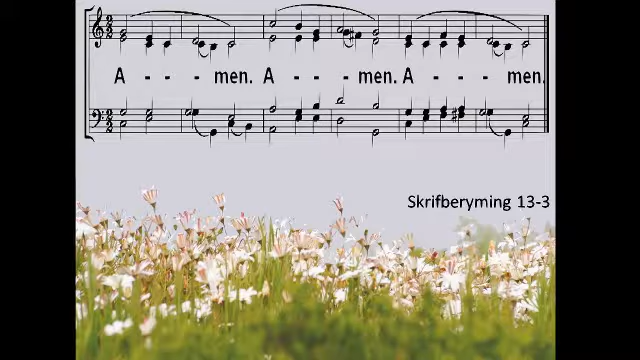 A - - - men. A - - - men. A - - - men.
Skrifberyming 13-3